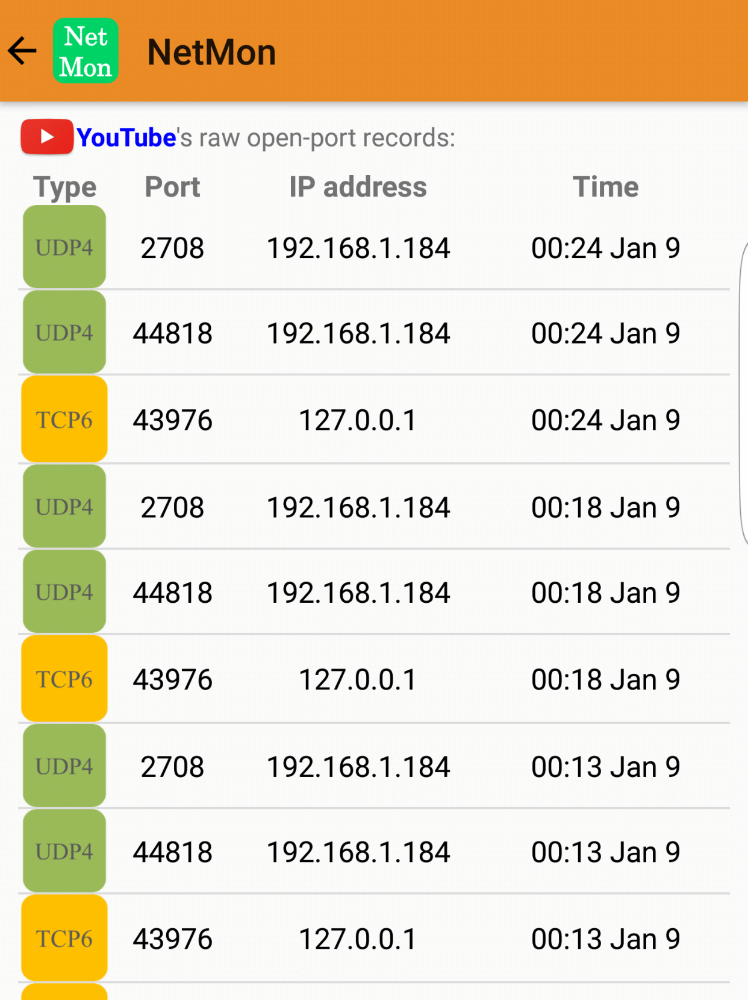 Net
Mon
NetMon
YouTube's raw open-port records:
Type Port IP address Time
UDP4 2708 192.168.1.184 00:24 Jan 9
UDP4 44818 192.168.1.184 00:24 Jan 9
TCP6 43976 127.0.0.1 00:24 Jan 9
UDP4 2708 192.168.1.184 00:18 Jan 9
UDP4 44818 192.168.1.184 00:18 Jan 9
TCP6 43976 127.0.0.1 00:18 Jan 9
UDP4 2708 192.168.1.184 00:13 Jan 9
UDP4 44818 192.168.1.184 00:13 Jan 9
TCP6 43976 127.0.0.1 00:13 Jan 9